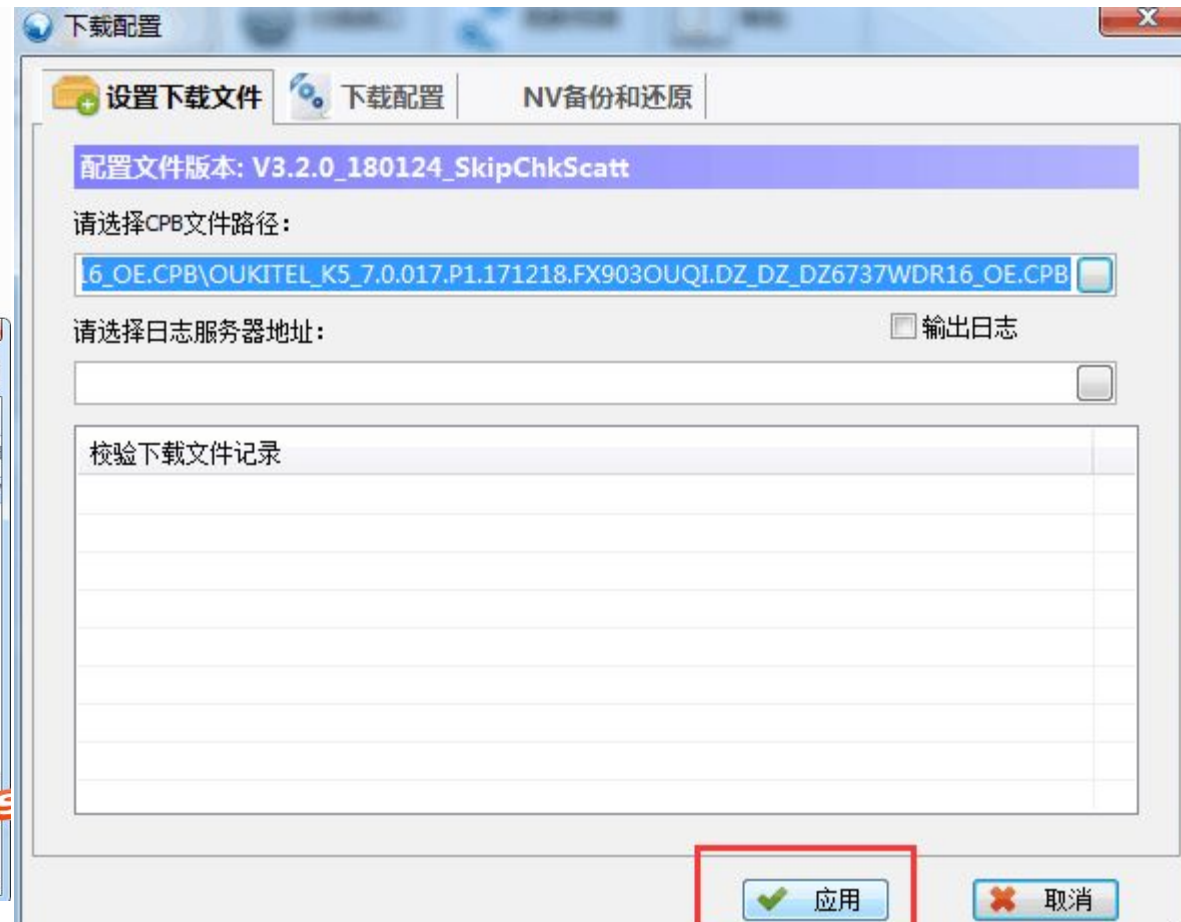 下载配置
设置下载文件
下载配置
NV备份和还原
配置文件版本: V3.2.0_180124_SkipChkScatt
请选择CPB文件路径:
16_OE.CPB\OUKITEL_K5_7.0.017.P1.171218.FX903OUQI.DZ_DZ_DZ6737WDR16_OE.CPB
请选择日志服务器地址:
输出日志
校验下载文件记录
应用
取消